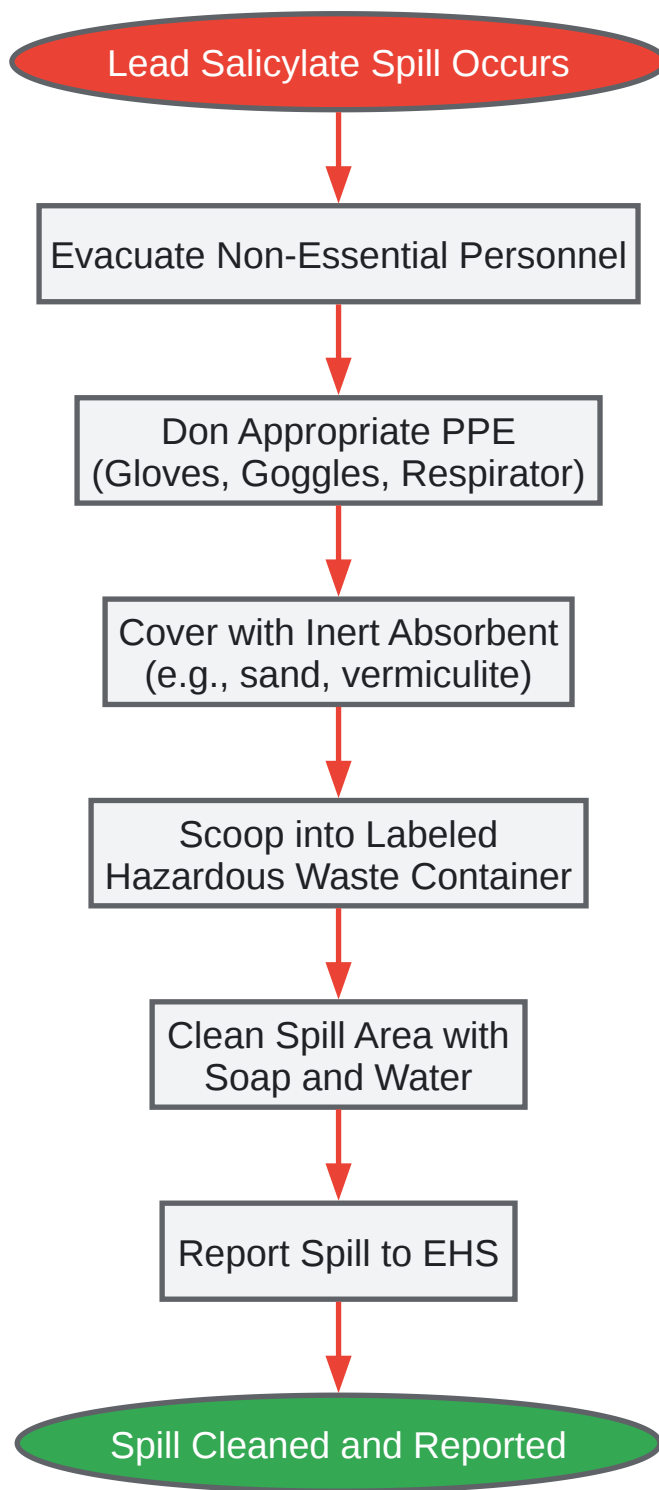 Lead Salicylate Spill Occurs
Evacuate Non-Essential Personnel
Don Appropriate PPE
(Gloves, Goggles, Respirator)
Cover with Inert Absorbent
(e.g., sand, vermiculite)
Scoop into Labeled
Hazardous Waste Container
Clean Spill Area with
Soap and Water
Report Spill to EHS
Spill Cleaned and Reported